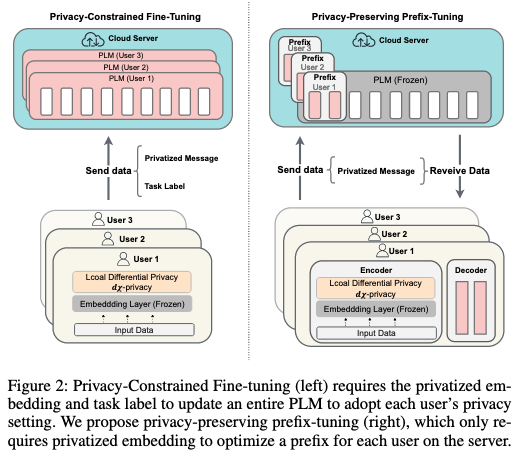 Privacy-Constrained Fine-Tuning
Cloud Server
PLM (User 3)
PLM (User 2)
PLM (User 1)
Send data
Privatized Message
Task Label
User 3
User 2
User 1
Lcoal Differential Privacy
dχ-privacy
Embeddding Layer (Frozen)
Input Data
Privacy-Preserving Prefix-Tuning
Cloud Server
Prefix
User 3
Prefix
User 2
Prefix
User 1
PLM (Frozen)
Send data
Privatized Message
Reveive Data
User 3
User 2
User 1
Encoder
Lcoal Differential Privacy
dχ-privacy
Embeddding Layer (Frozen)
Input Data
Decoder
Figure 2: Privacy-Constrained Fine-tuning (left) requires the privatized em-
bedding and task label to update an entire PLM to adopt each user's privacy
setting. We propose privacy-preserving prefix-tuning (right), which only re-
quires privatized embedding to optimize a prefix for each user on the server.